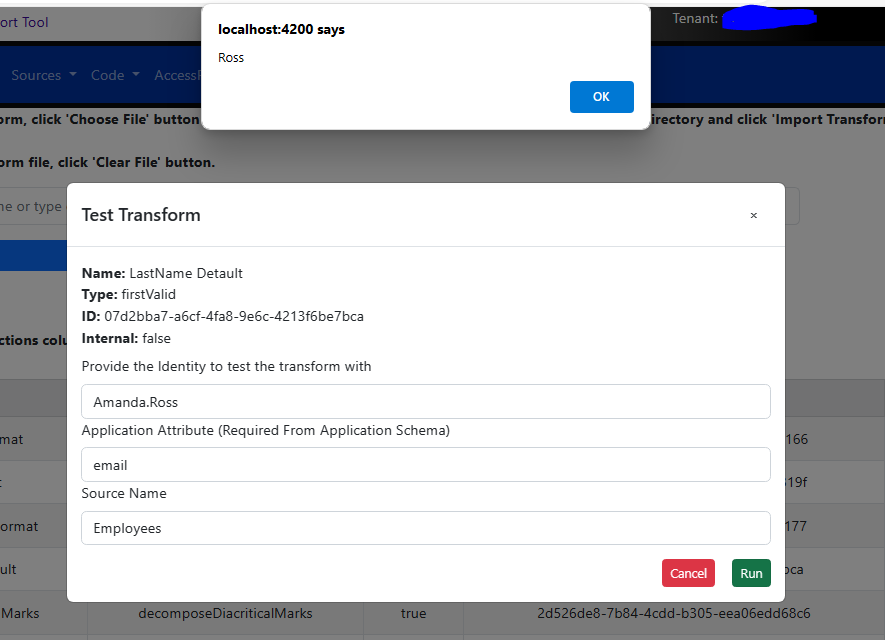 ort Tool
localhost:4200 says
Ross
OK
Tenant:
Sources
Code
Access
orm, click 'Choose File' button
irectory and click 'Import Transfor
orm file, click 'Clear File' button.
ne or type
Test Transform
×
Name: LastName Detault
Type: firstValid
ID: 07d2bba7-a6cf-4fa8-9e6c-4213f6be7bca
Internal: false
Provide the Identity to test the transform with
ctions colu
Amanda.Ross
Application Attribute (Required From Application Schema)
mat
166
email
Source Name
319f
ormat
Employees
177
ult
Cancel
Run
bca
Marks
decomposeDiacriticalMarks
true
2d526de8-7b84-4cdd-b305-eea06edd68c6